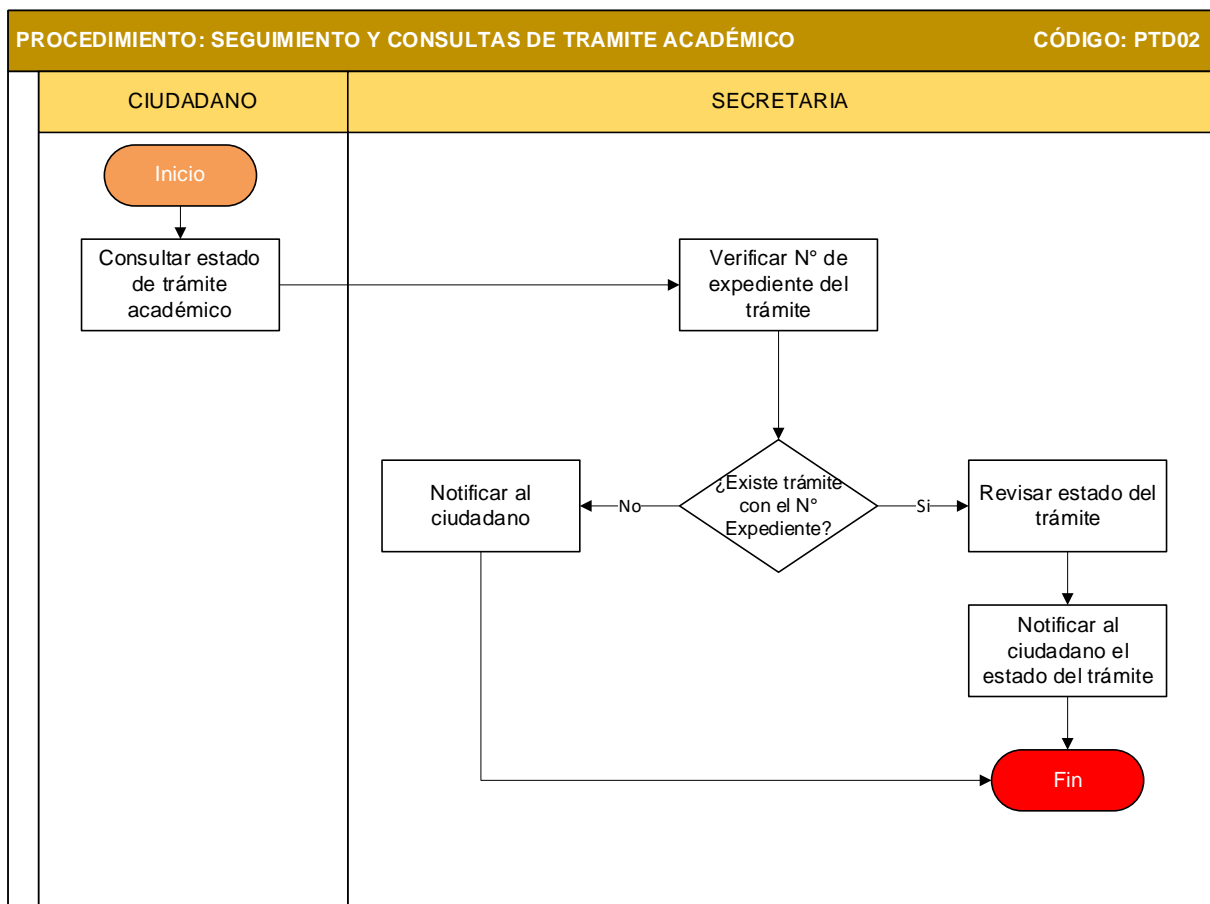 PROCEDIMIENTO: SEGUIMIENTO Y CONSULTAS DE TRAMITE ACADÉMICO CÓDIGO: PTD02
CIUDADANO
SECRETARIA
Inicio
Consultar estado
de trámite
académico
Verificar N° de
expediente del
trámite
¿Existe trámite
con el N°
Expediente?
No
Notificar al
ciudadano
Si
Revisar estado del
trámite
Notificar al
ciudadano el
estado del trámite
Fin